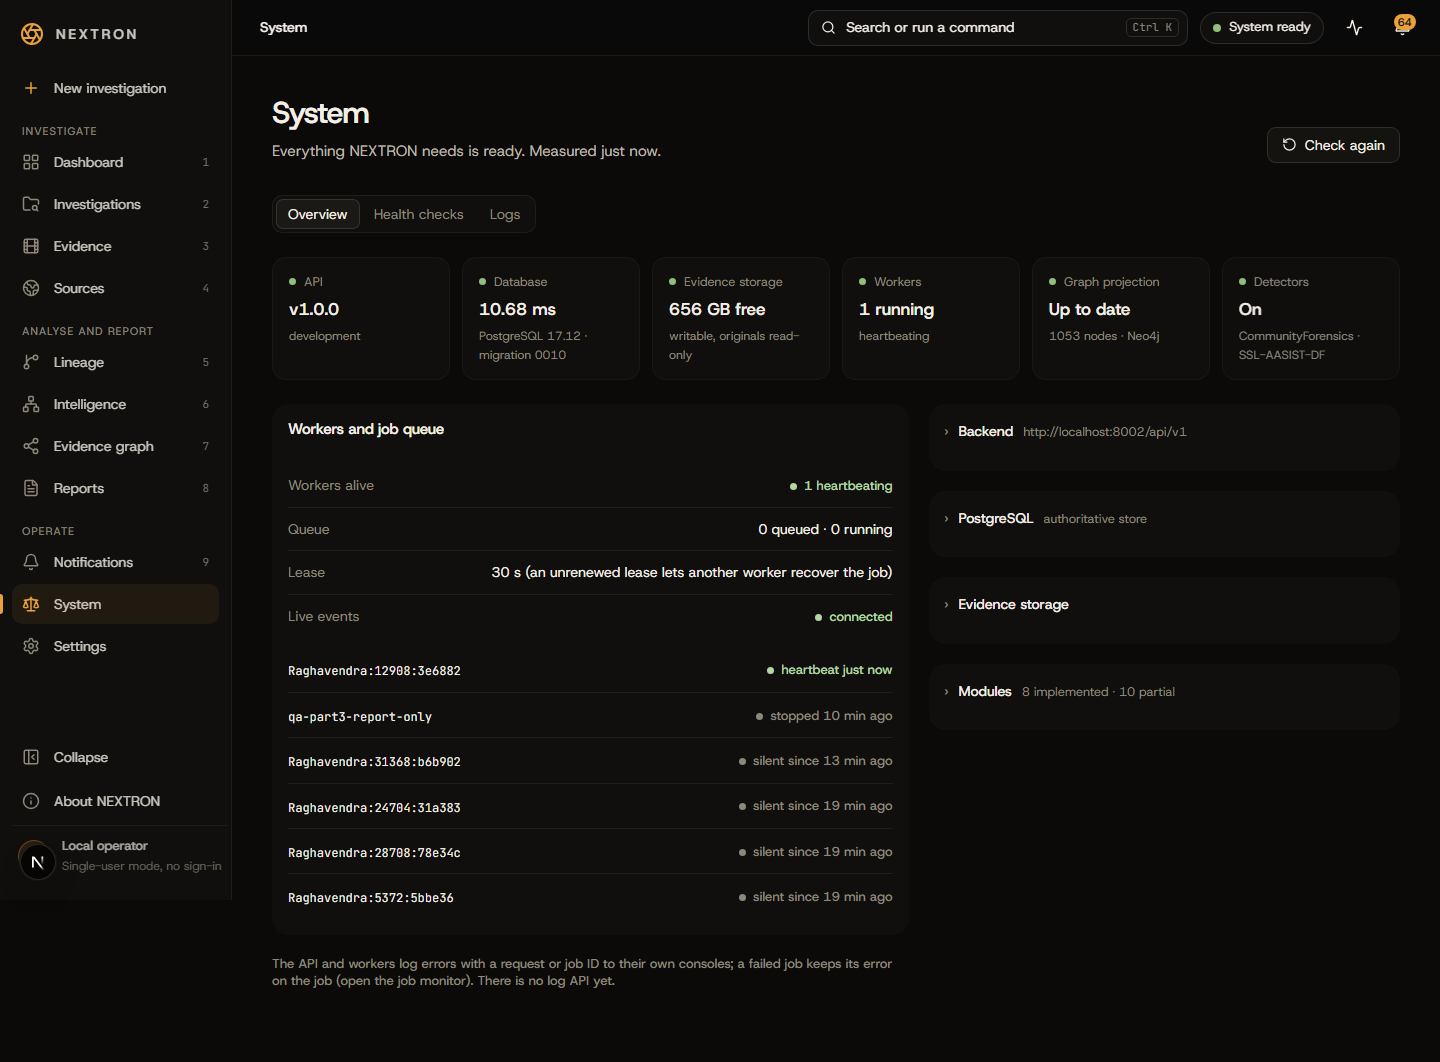 NEXTRON
New investigation
INVESTIGATE
Dashboard 1
Investigations 2
Evidence 3
Sources 4
ANALYSE AND REPORT
Lineage 5
Intelligence 6
Evidence graph 7
Reports 8
OPERATE
Notifications 9
System
Settings
Collapse
About NEXTRON
N
Local operator
Single-user mode, no sign-in
System
Search or run a command Ctrl K
System ready
64
System
Everything NEXTRON needs is ready. Measured just now.
Check again
Overview Health checks Logs
API
v1.0.0
development
Database
10.68 ms
PostgreSQL 17.12 ·
migration 0010
Evidence storage
656 GB free
writable, originals read-
only
Workers
1 running
heartbeating
Graph projection
Up to date
1053 nodes · Neo4j
Detectors
On
CommunityForensics ·
SSL-AASIST-DF
Workers and job queue
Workers alive 1 heartbeating
Queue 0 queued · 0 running
Lease 30 s (an unrenewed lease lets another worker recover the job)
Live events connected
Raghavendra:12908:3e6882 heartbeat just now
qa-part3-report-only stopped 10 min ago
Raghavendra:31368:b6b902 silent since 13 min ago
Raghavendra:24704:31a383 silent since 19 min ago
Raghavendra:28708:78e34c silent since 19 min ago
Raghavendra:5372:5bbe36 silent since 19 min ago
› Backend http://localhost:8002/api/v1
› PostgreSQL authoritative store
› Evidence storage
› Modules 8 implemented · 10 partial
The API and workers log errors with a request or job ID to their own consoles; a failed job keeps its error
on the job (open the job monitor). There is no log API yet.